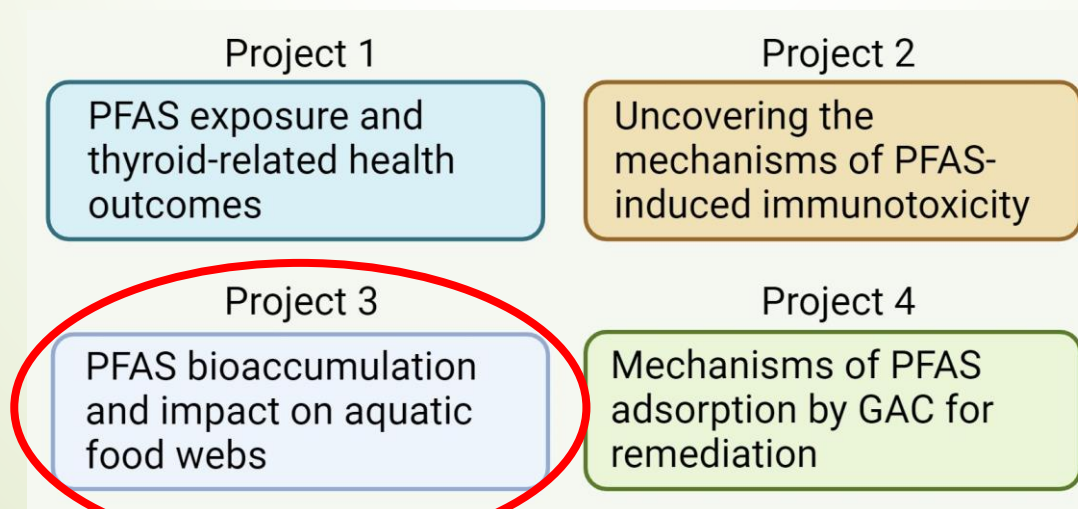 Project 1
PFAS exposure and
thyroid-related health
outcomes
Project 2
Uncovering the
mechanisms of PFAS-
induced immunotoxicity
Project 3
PFAS bioaccumulation
and impact on aquatic
food webs
Project 4
Mechanisms of PFAS
adsorption by GAC for
remediation